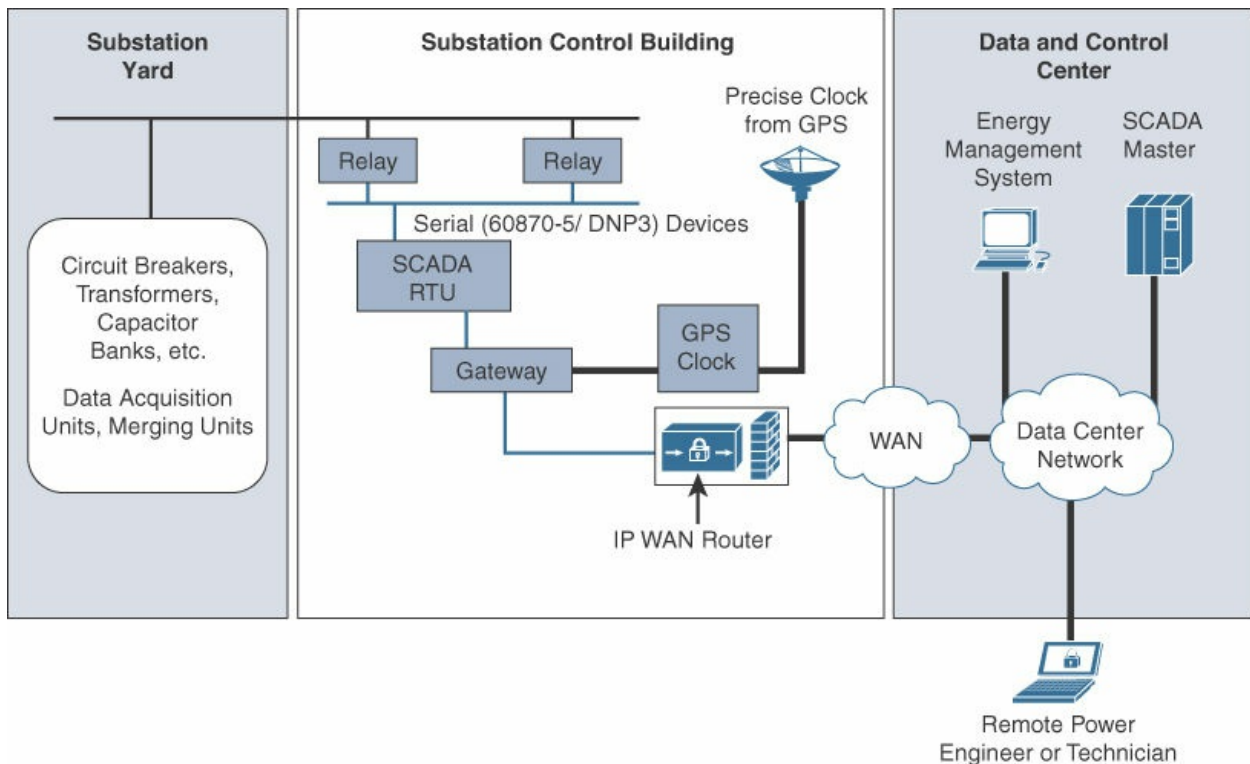 Substation
Yard
Substation Control Building
Data and Control
Center
Precise Clock
from GPS
Energy
Management
System
SCADA
Master
Relay
Relay
Serial (60870-5/ DNP3) Devices
SCADA
RTU
Circuit Breakers,
Transformers,
Capacitor
Banks, etc.
Data Acquisition
Units, Merging Units
GPS
Clock
Gateway
WAN
Data Center
Network
IP WAN Router
Remote Power
Engineer or Technician